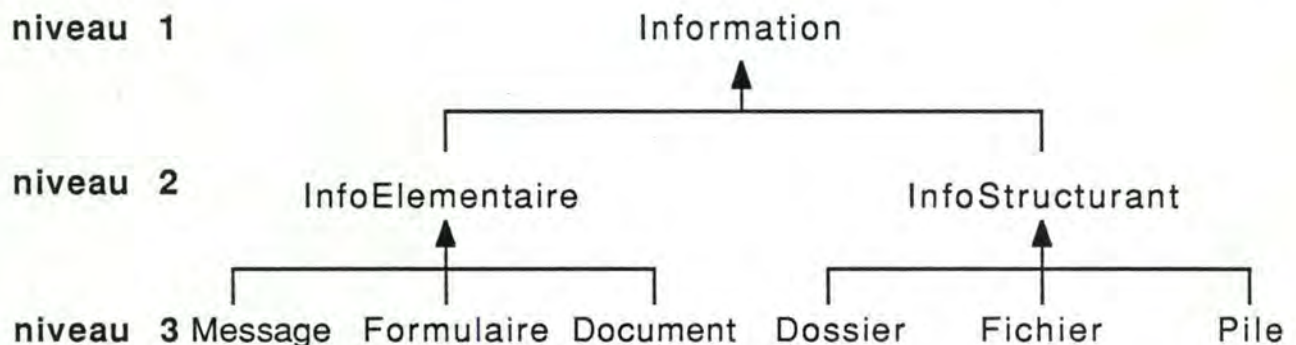 niveau 1 Information
niveau 2 InfoElementaire InfoStructurant
niveau 3 Message Formulaire Document Dossier Fichier Pile